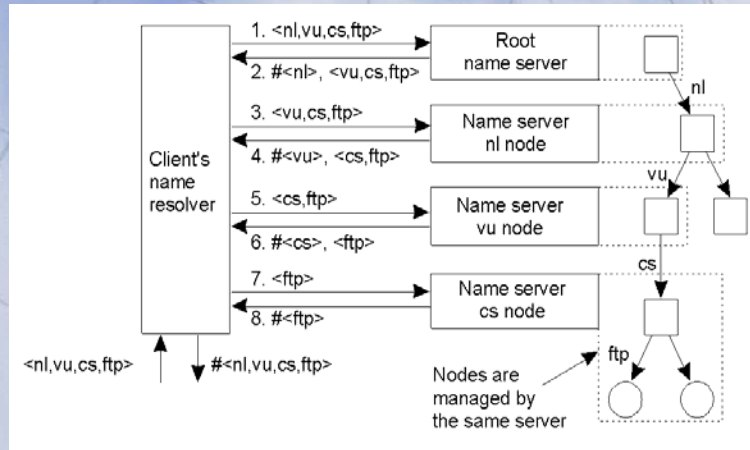 1. <nl,vu,cs,ftp>
2. #<nl>, <vu,cs,ftp>
3. <vu,cs,ftp>
4. #<vu>, <cs,ftp>
5. <cs,ftp>
6. #<cs>, <ftp>
7. <ftp>
8. #<ftp>
Client's
name
resolver
<nl,vu,cs,ftp>
#<nl,vu,cs,ftp>
Root
name server
Name server
nl node
Name server
vu node
Name server
cs node
nl
vu
cs
ftp
Nodes are
managed by
the same server